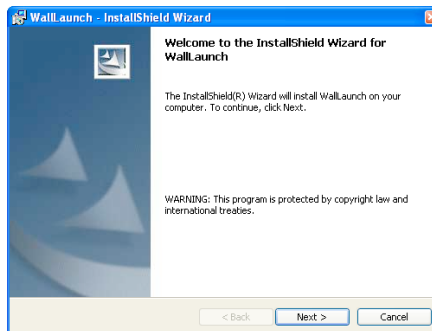 WallLaunch - InstallShield Wizard
Welcome to the InstallShield Wizard for
WallLaunch
The InstallShield(R) Wizard will install WallLaunch on your
computer. To continue, click Next.
WARNING: This program is protected by copyright law and
international treaties.
< Back
Next >
Cancel